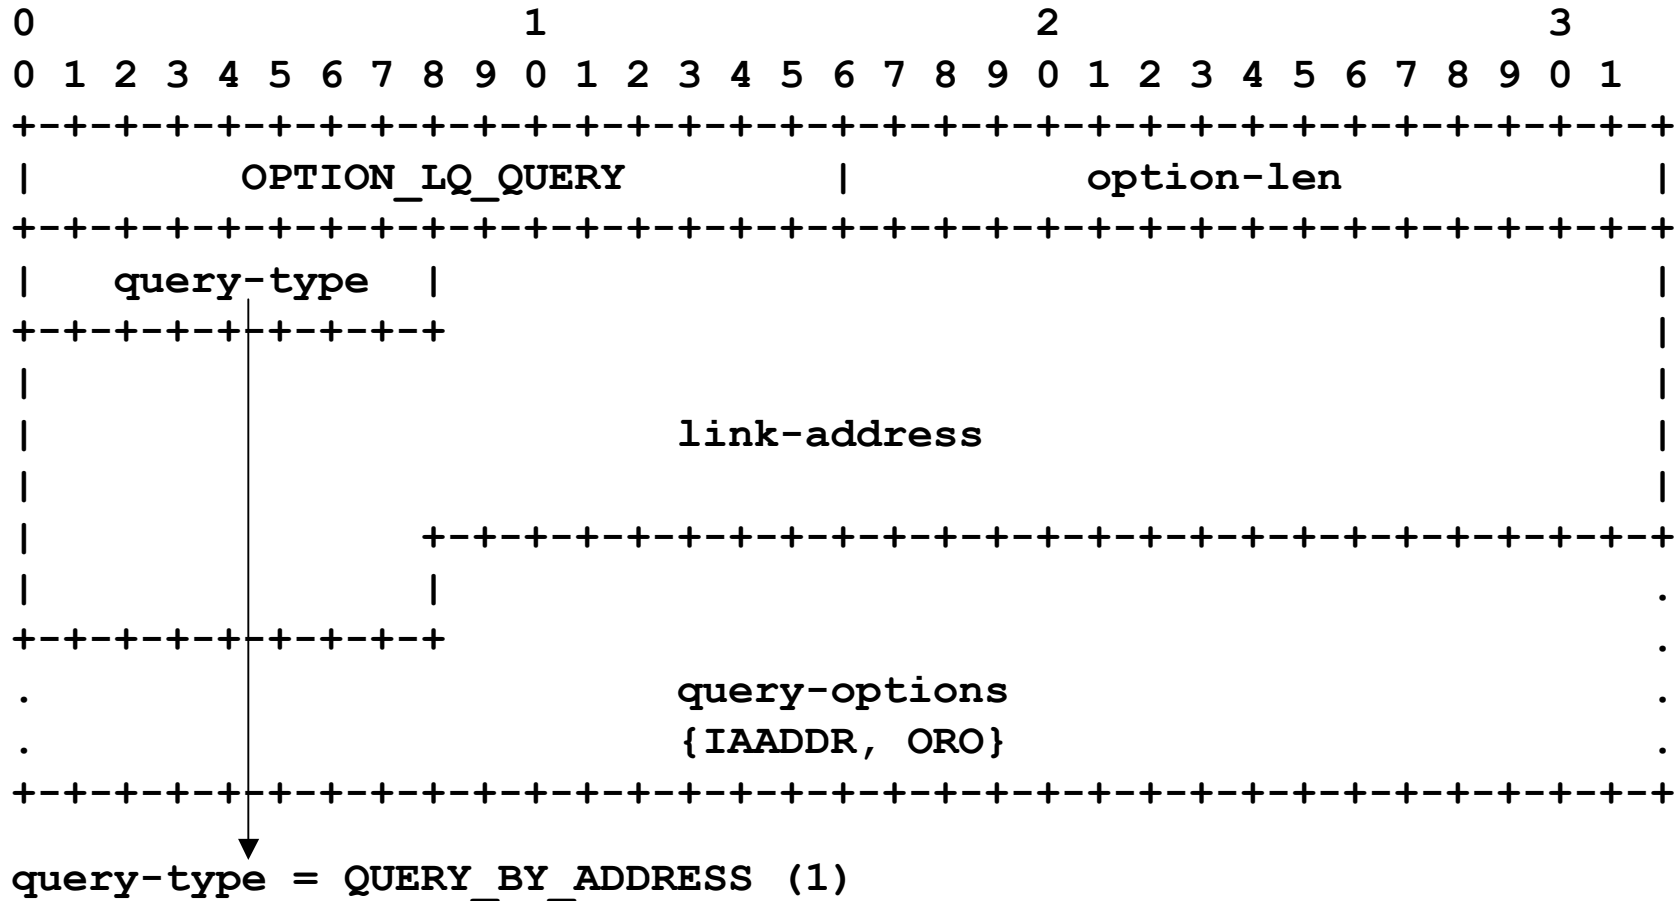 0                   1                   2                   3
0 1 2 3 4 5 6 7 8 9 0 1 2 3 4 5 6 7 8 9 0 1 2 3 4 5 6 7 8 9 0 1
+-+-+-+-+-+-+-+-+-+-+-+-+-+-+-+-+-+-+-+-+-+-+-+-+-+-+-+-+-+-+-+-+
|        OPTION_LQ_QUERY        |         option-len            |
+-+-+-+-+-+-+-+-+-+-+-+-+-+-+-+-+-+-+-+-+-+-+-+-+-+-+-+-+-+-+-+-+
|   query-type  |                                               |
+-+-+-+-+-+-+-+-+                                               |
|                                                               |
|                         link-address                          |
|                                                               |
|               +-+-+-+-+-+-+-+-+-+-+-+-+-+-+-+-+-+-+-+-+-+-+-+-+
|               |                                               .
+-+-+-+-+-+-+-+-+                                               .
.                         query-options                         .
.                         {IAADDR, ORO}                         .
+-+-+-+-+-+-+-+-+-+-+-+-+-+-+-+-+-+-+-+-+-+-+-+-+-+-+-+-+-+-+-+-+
query-type = QUERY_BY_ADDRESS (1)